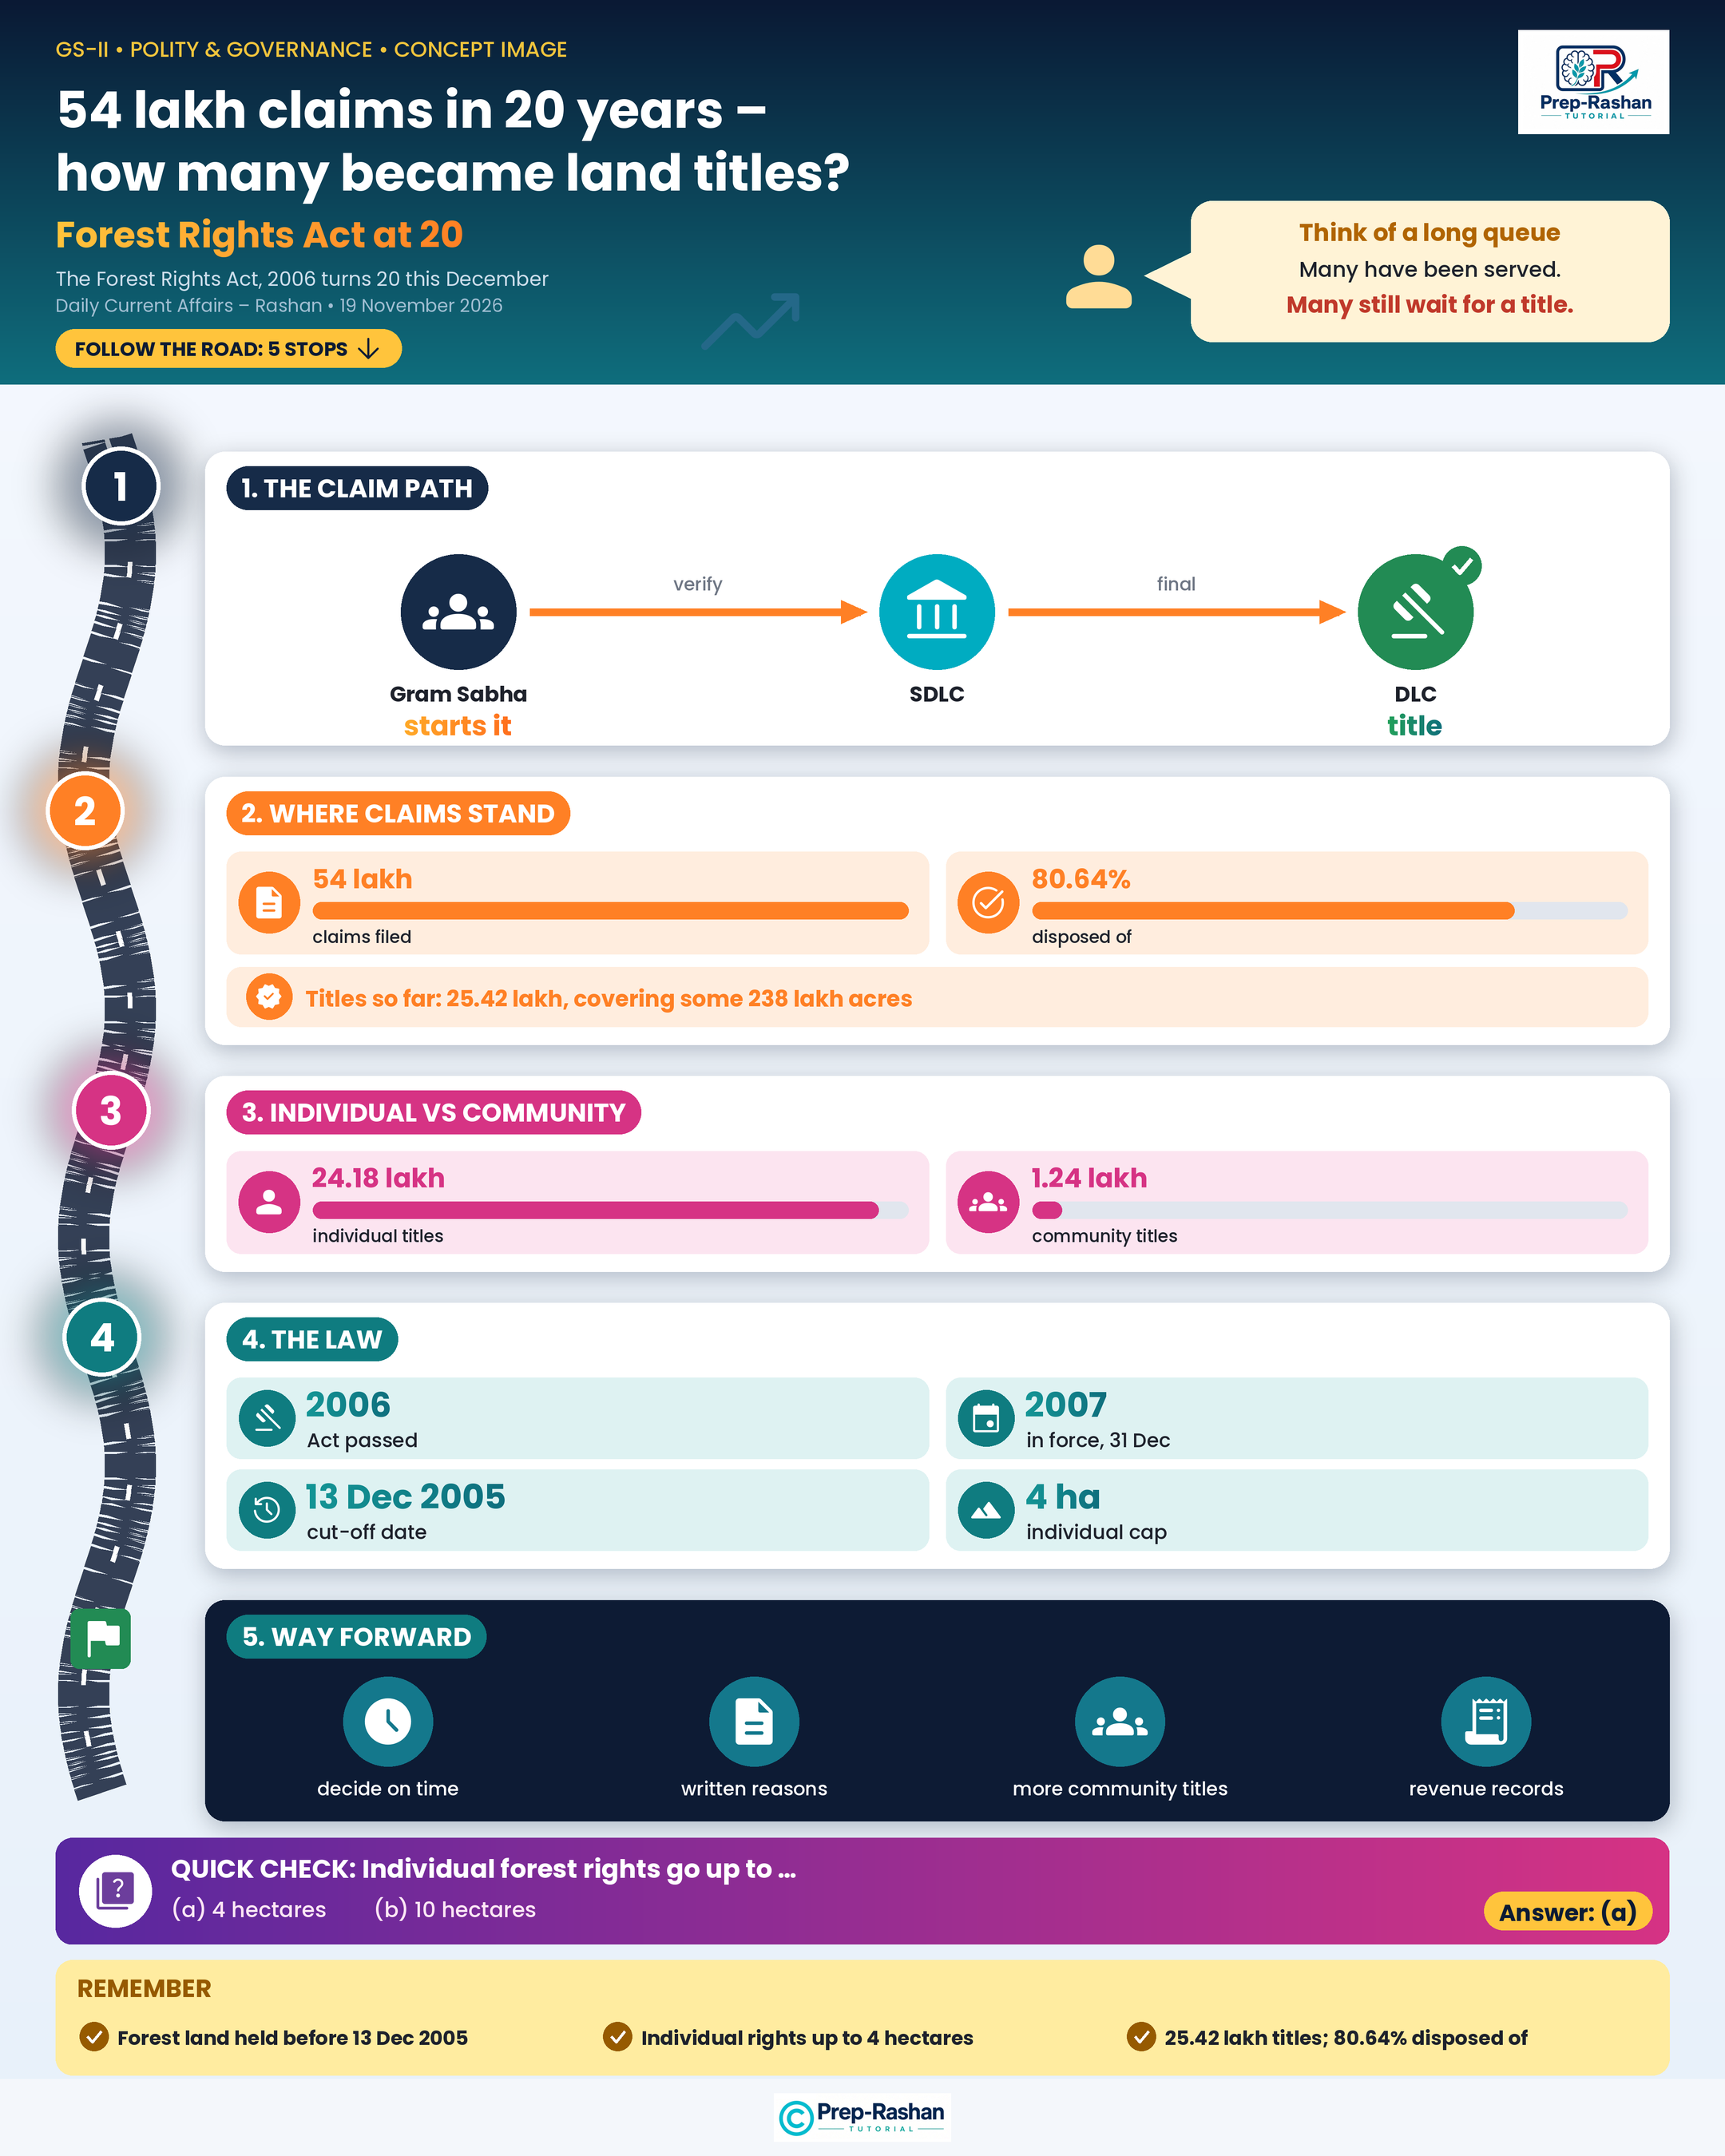 GS-II • POLITY & GOVERNANCE • CONCEPT IMAGE
54 lakh claims in 20 years –
how many became land titles?
Forest Rights Act at 20
The Forest Rights Act, 2006 turns 20 this December
Daily Current Affairs – Rashan • 19 November 2026
FOLLOW THE ROAD: 5 STOPS
Prep-Rashan
TUTORIAL
Think of a long queue
Many have been served.
Many still wait for a title.
1
1. THE CLAIM PATH
verify
final
Gram Sabha
starts it
SDLC
DLC
title
2
2. WHERE CLAIMS STAND
54 lakh
claims filed
80.64%
disposed of
Titles so far: 25.42 lakh, covering some 238 lakh acres
3
3. INDIVIDUAL VS COMMUNITY
24.18 lakh
individual titles
1.24 lakh
community titles
4
4. THE LAW
2006
Act passed
2007
in force, 31 Dec
13 Dec 2005
cut-off date
4 ha
individual cap
5. WAY FORWARD
decide on time
written reasons
more community titles
revenue records
QUICK CHECK: Individual forest rights go up to ...
(a) 4 hectares (b) 10 hectares
Answer: (a)
REMEMBER
Forest land held before 13 Dec 2005
Individual rights up to 4 hectares
25.42 lakh titles; 80.64% disposed of
© Prep-Rashan
TUTORIAL